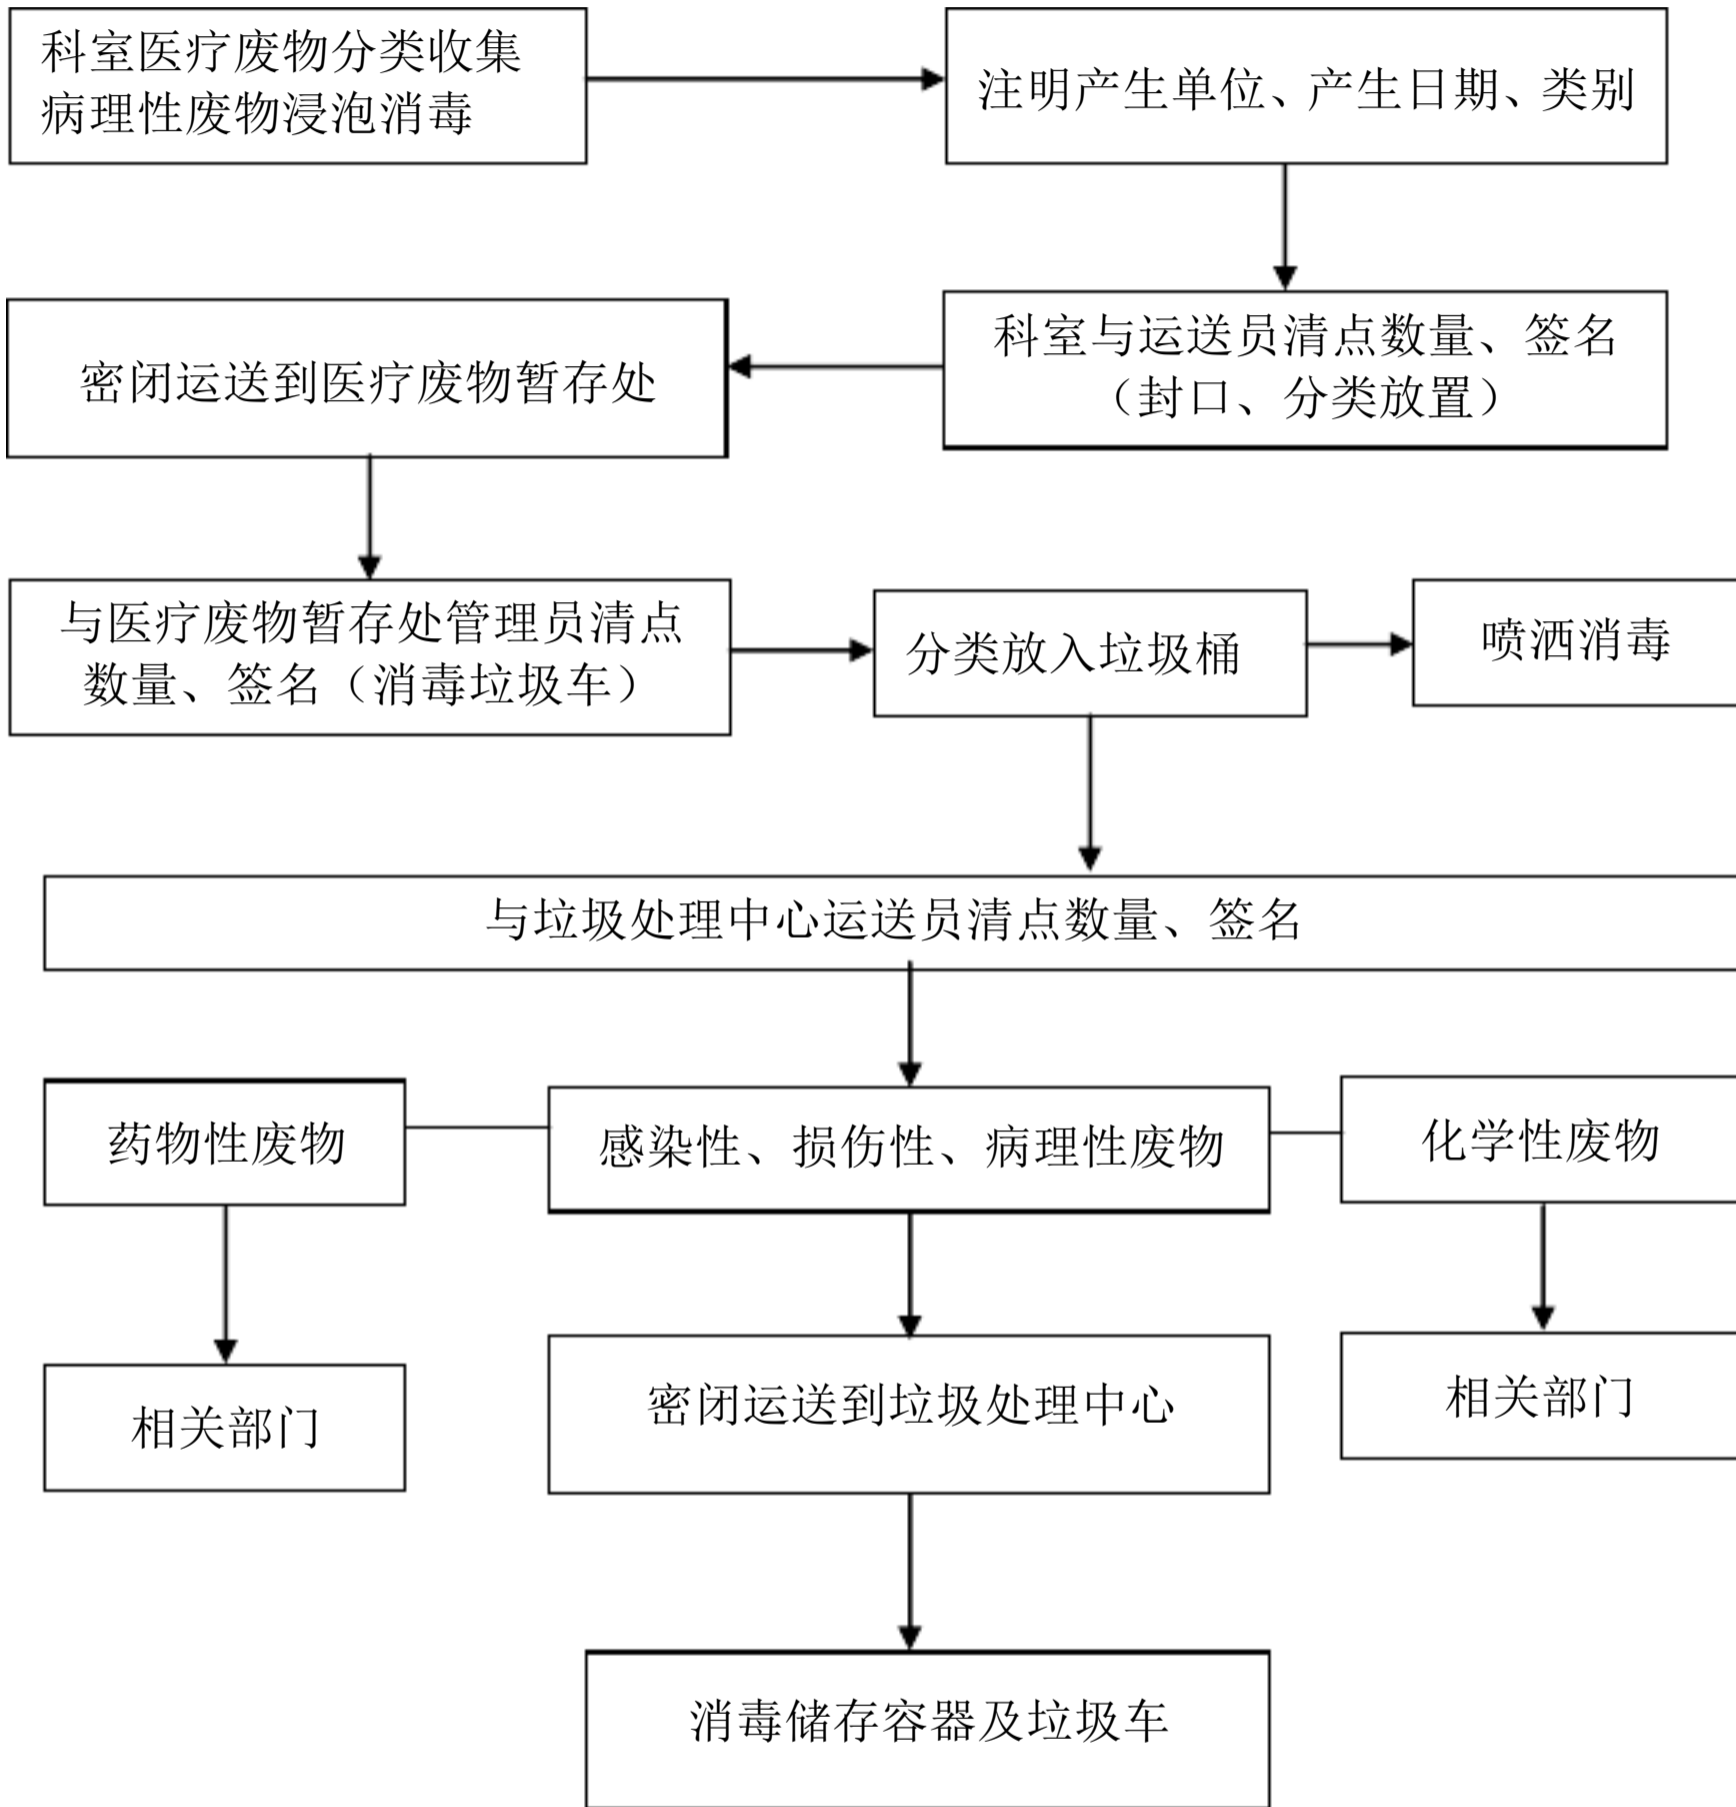 科室医疗废物分类收集
病理性废物浸泡消毒
注明产生单位、产生日期、类别
科室与运送员清点数量、签名
（封口、分类放置）
密闭运送到医疗废物暂存处
与医疗废物暂存处管理员清点
数量、签名（消毒垃圾车）
分类放入垃圾桶
喷洒消毒
与垃圾处理中心运送员清点数量、签名
药物性废物
感染性、损伤性、病理性废物
化学性废物
相关部门
密闭运送到垃圾处理中心
相关部门
消毒储存容器及垃圾车